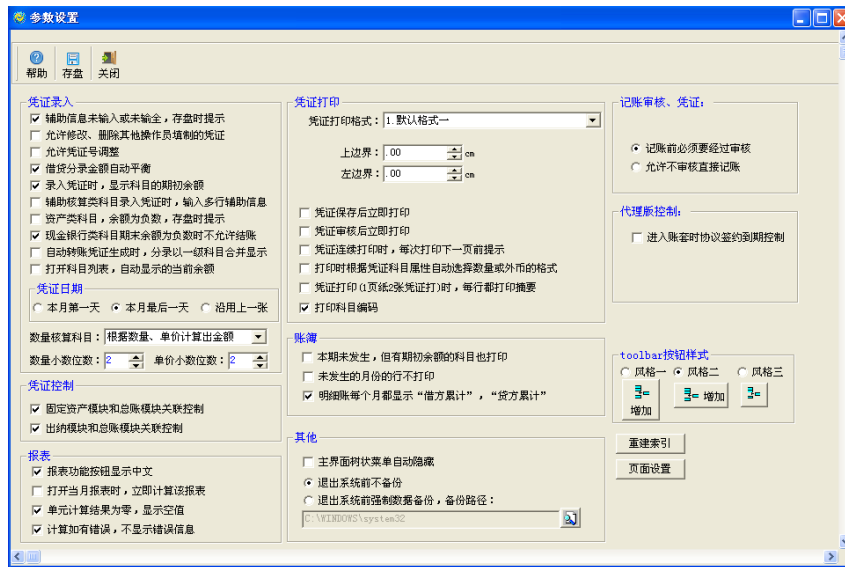 参数设置
帮助 存盘 关闭
凭证录入
辅助信息未输入或未输全，存盘时提示
允许修改、删除其他操作员填制的凭证
允许凭证号调整
借贷分录金额自动平衡
录入凭证时，显示科目的期初余额
辅助核算类科目录入凭证时，输入多行辅助信息
资产类科目，余额为负数，存盘时提示
现金银行类科目期末余额为负数时不允许结账
自动转账凭证生成时，分录以一级科目合并显示
打开科目列表，自动显示的当前余额
凭证日期
本月第一天 本月最后一天 沿用上一张
数量核算科目：根据数量、单价计算出金额
数量小数位数：2 单价小数位数：2
凭证控制
固定资产模块和总账模块关联控制
出纳模块和总账模块关联控制
报表
报表功能按钮显示中文
打开当月报表时，立即计算该报表
单元计算结果为零，显示空值
计算如有错误，不显示错误信息
凭证打印
凭证打印格式：1.默认格式一
上边界：.00 cm
左边界：.00 cm
凭证保存后立即打印
凭证审核后立即打印
凭证连续打印时，每次打印下一页前提示
打印时根据凭证科目属性自动选择数量或外币的格式
凭证打印(1页纸2张凭证打)时，每行都打印摘要
打印科目编码
账簿
本期未发生，但有期初余额的科目也打印
未发生的月份的行不打印
明细账每个月都显示“借方累计”，“贷方累计”
其他
主界面树状菜单自动隐藏
退出系统前不备份
退出系统前强制数据备份，备份路径：
C:\WINDOWS\system32
记账审核、凭证：
记账前必须要经过审核
允许不审核直接记账
代理版控制：
进入账套时协议签约到期控制
toolbar按钮样式
风格一 风格二 风格三
增加 增加
重建索引
页面设置